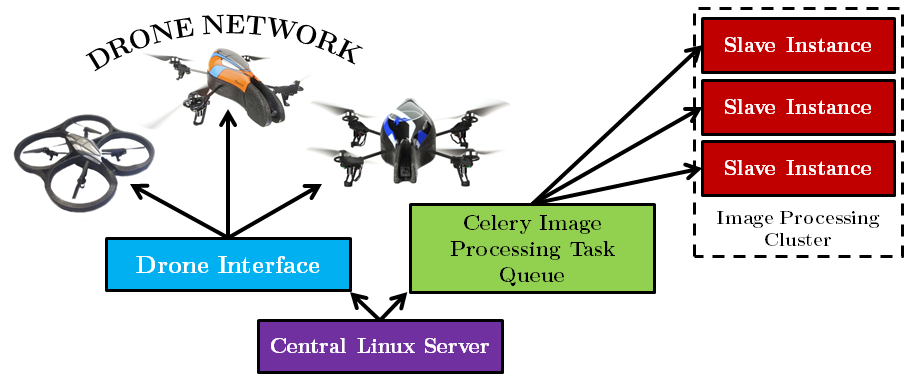 DRONE NETWORK
Slave Instance
Slave Instance
Slave Instance
Image Processing
Cluster
Celery Image
Processing Task
Queue
Drone Interface
Central Linux Server